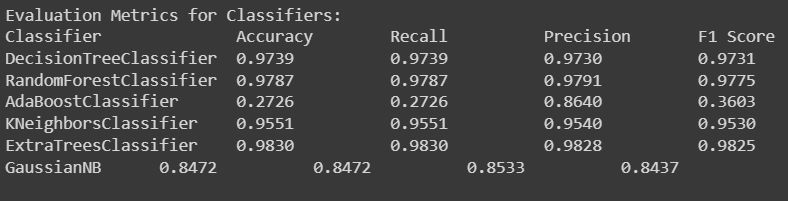 Evaluation Metrics for Classifiers:
Classifier Accuracy Recall Precision F1 Score
DecisionTreeClassifier 0.9739 0.9739 0.9730 0.9731
RandomForestClassifier 0.9787 0.9787 0.9791 0.9775
AdaBoostClassifier 0.2726 0.2726 0.8640 0.3603
KNeighborsClassifier 0.9551 0.9551 0.9540 0.9530
ExtraTreesClassifier 0.9830 0.9830 0.9828 0.9825
GaussianNB 0.8472 0.8472 0.8533 0.8437